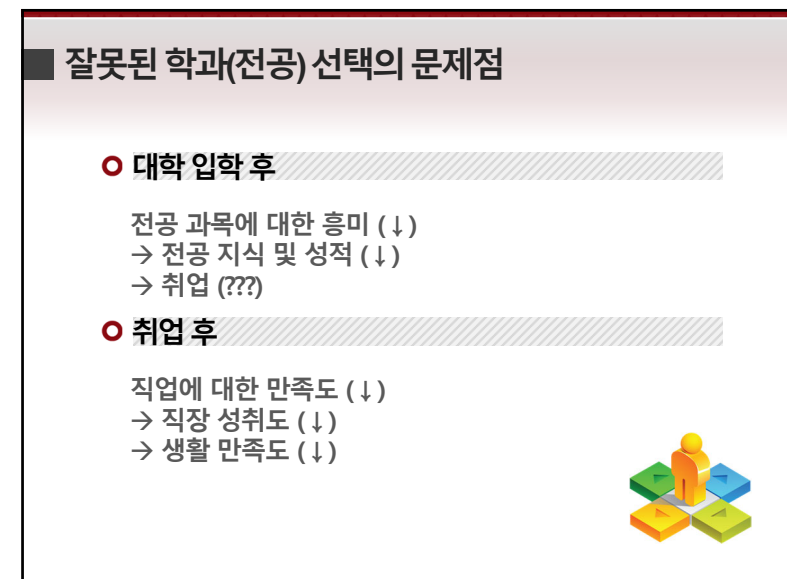 잘못된 학과(전공) 선택의 문제점
대학 입학 후
전공 과목에 대한 흥미 (↓)
→ 전공 지식 및 성적 (↓)
→ 취업 (???)
취업 후
직업에 대한 만족도 (↓)
→ 직장 성취도 (↓)
→ 생활 만족도 (↓)